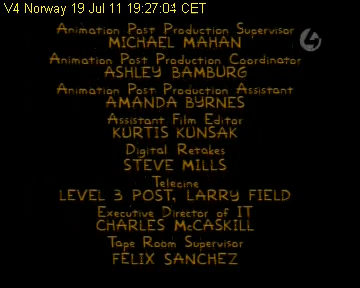 V4 Norway 19 Jul 11 19:27:04 CET
Animation Post Production Supervisor
MICHAEL MAHAN
Animation Post Production Coordinator
ASHLEY BAMBURG
Animation Post Production Assistant
AMANDA BYRNES
Assistant Film Editor
KURTIS KUNSAK
Digital Retakes
STEVE MILLS
Telecine
LEVEL 3 POST, LARRY FIELD
Executive Director of IT
CHARLES McCASKILL
Tape Room Supervisor
FELIX SANCHEZ